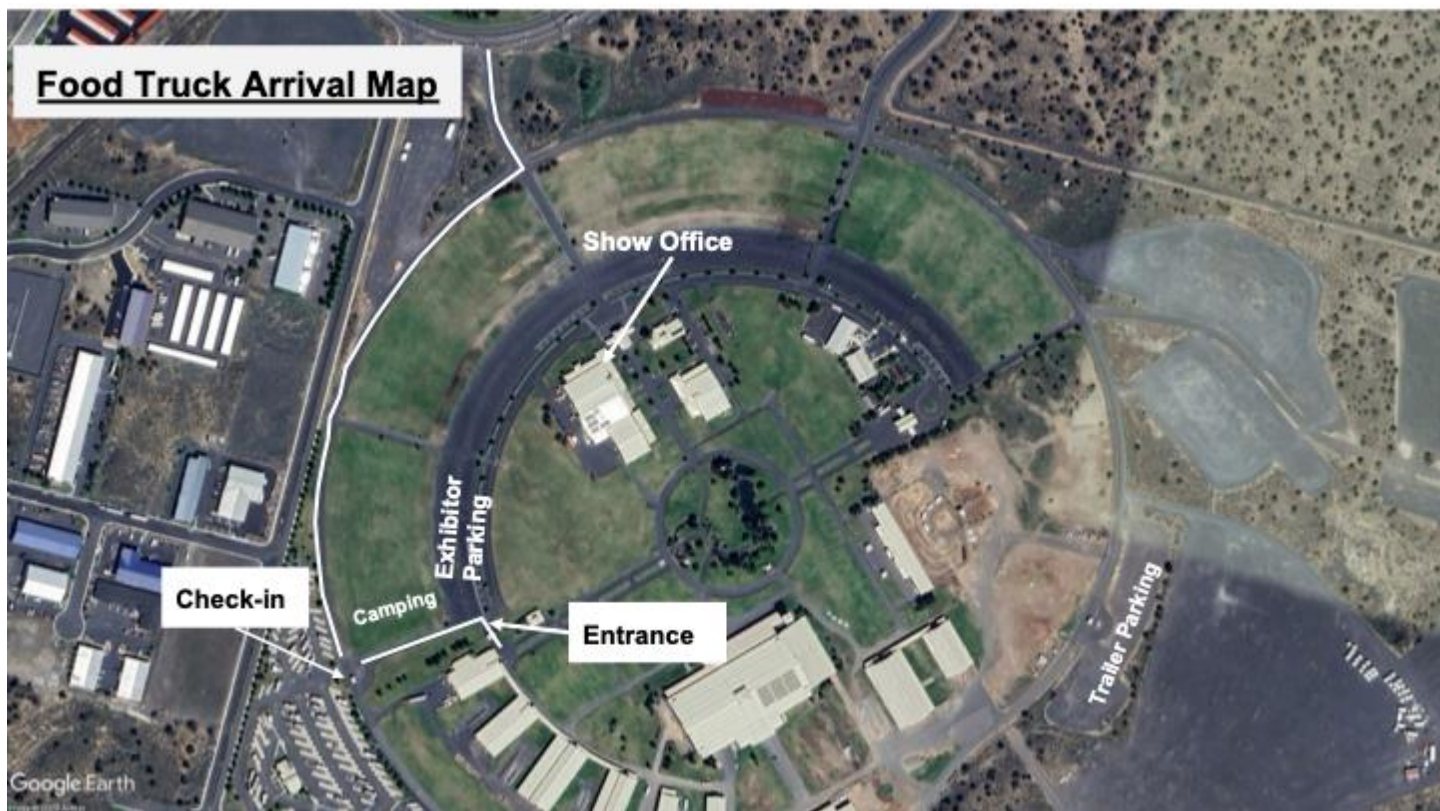 Food Truck Arrival Map
Show Office
Exhibitor
Parking
Camping
Check-in
Entrance
Trailer Parking
Google Earth